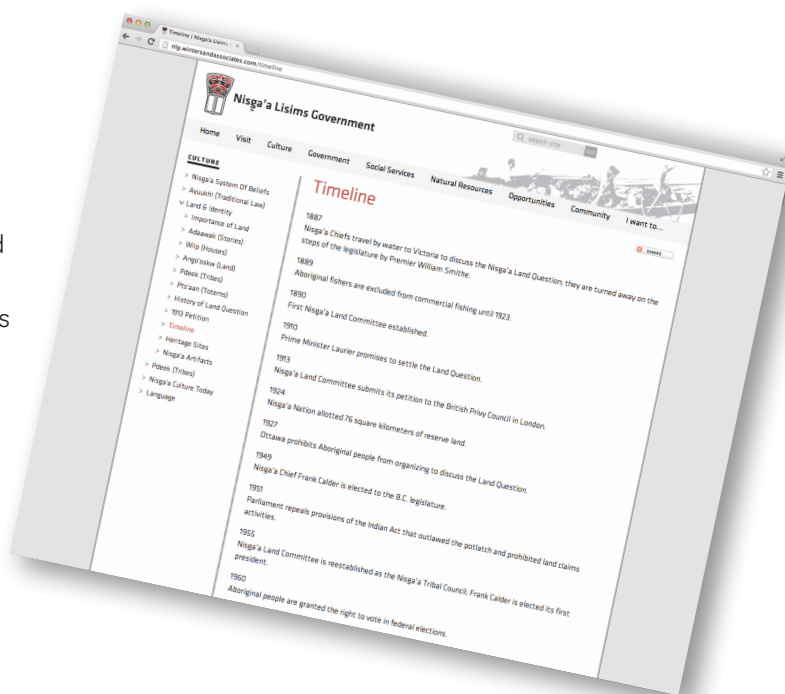 d
s
Timeline | Nisga'a Lisims
nlg.wintersandassociates.com/timeline
Nisga'a Lisims Government
search site
GO
Home Visit Culture Government Social Services Natural Resources Opportunities Community I want to...
CULTURE
> Nisga'a System Of Beliefs
> Ayuukhl (Traditional Law)
Land & Identity
> Importance of Land
> Adaawak (Stories)
> Wilp (Houses)
> Ango'oskw (Land)
> Pdeek (Tribes)
> Pts'aan (Totems)
> History of Land Question
> 1913 Petition
> Timeline
> Heritage Sites
> Nisga'a Artifacts
> Pdeek (Tribes)
> Nisga'a Culture Today
> Language
Timeline
SHARE
1887
Nisga'a Chiefs travel by water to Victoria to discuss the Nisga'a Land Question; they are turned away on the
steps of the legislature by Premier William Smithe.
1889
Aboriginal fishers are excluded from commercial fishing until 1923.
1890
First Nisga'a Land Committee established.
1910
Prime Minister Laurier promises to settle the Land Question.
1913
Nisga'a Land Committee submits its petition to the British Privy Council in London.
1924
Nisga'a Nation allotted 76 square kilometers of reserve land.
1927
Ottawa prohibits Aboriginal people from organizing to discuss the Land Question.
1949
Nisga'a Chief Frank Calder is elected to the B.C. legislature.
1951
Parliament repeals provisions of the Indian Act that outlawed the potlatch and prohibited land claims
activities.
1955
Nisga'a Land Committee is reestablished as the Nisga'a Tribal Council; Frank Calder is elected its first
president.
1960
Aboriginal people are granted the right to vote in federal elections.